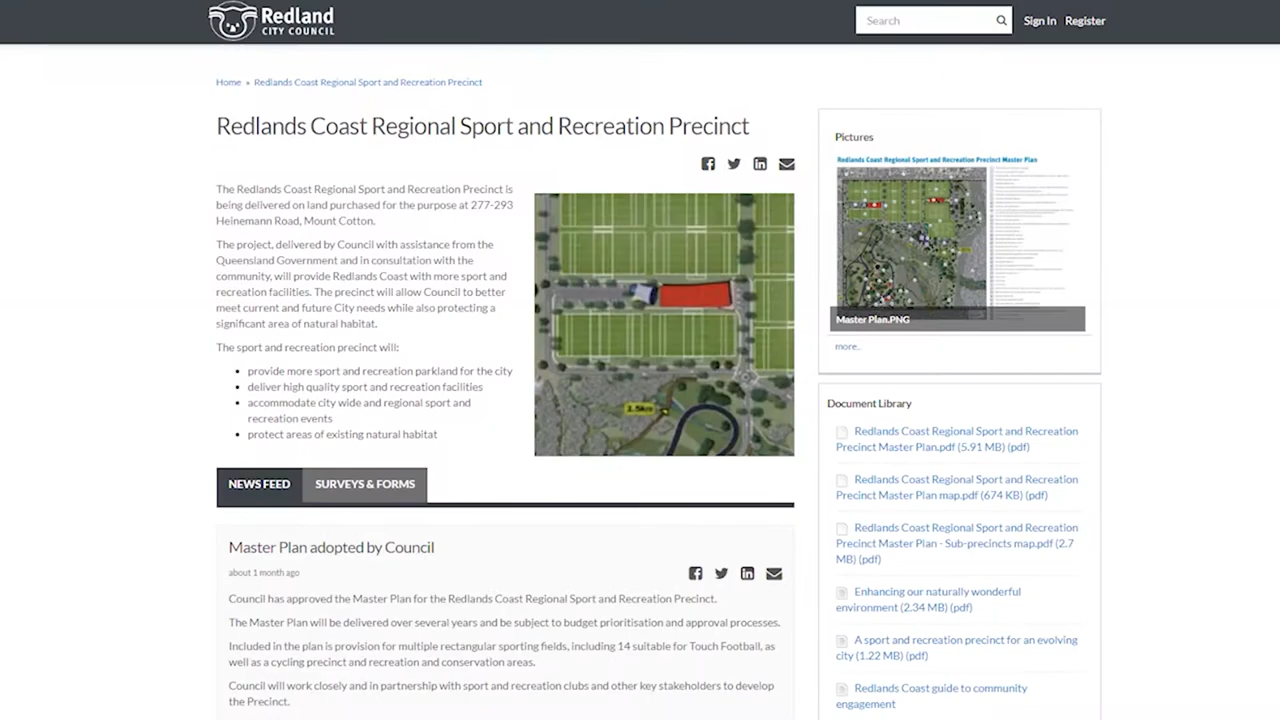 Redland
CITY COUNCIL
Search
Sign In Register
Home » Redlands Coast Regional Sport and Recreation Precinct
Redlands Coast Regional Sport and Recreation Precinct
The Redlands Coast Regional Sport and Recreation Precinct is
being delivered on land purchased for the purpose at 277-293
Heinemann Road, Mount Cotton.
The project, delivered by Council with assistance from the
Queensland Government and in consultation with the
community, will provide Redlands Coast with more sport and
recreation facilities. The precinct will allow Council to better
meet current and future City needs while also protecting a
significant area of natural habitat.
The sport and recreation precinct will:
• provide more sport and recreation parkland for the city
• deliver high quality sport and recreation facilities
• accommodate city wide and regional sport and
recreation events
• protect areas of existing natural habitat
1.5km
NEWS FEED SURVEYS & FORMS
Master Plan adopted by Council
about 1 month ago
Council has approved the Master Plan for the Redlands Coast Regional Sport and Recreation Precinct.
The Master Plan will be delivered over several years and be subject to budget prioritisation and approval processes.
Included in the plan is provision for multiple rectangular sporting fields, including 14 suitable for Touch Football, as
well as a cycling precinct and recreation and conservation areas.
Council will work closely and in partnership with sport and recreation clubs and other key stakeholders to develop
the Precinct.
Pictures
Redlands Coast Regional Sport and Recreation Precinct Master Plan
Master Plan.PNG
more..
Document Library
Redlands Coast Regional Sport and Recreation
Precinct Master Plan.pdf (5.91 MB) (pdf)
Redlands Coast Regional Sport and Recreation
Precinct Master Plan map.pdf (674 KB) (pdf)
Redlands Coast Regional Sport and Recreation
Precinct Master Plan - Sub-precincts map.pdf (2.7
MB) (pdf)
Enhancing our naturally wonderful
environment (2.34 MB) (pdf)
A sport and recreation precinct for an evolving
city (1.22 MB) (pdf)
Redlands Coast guide to community
engagement